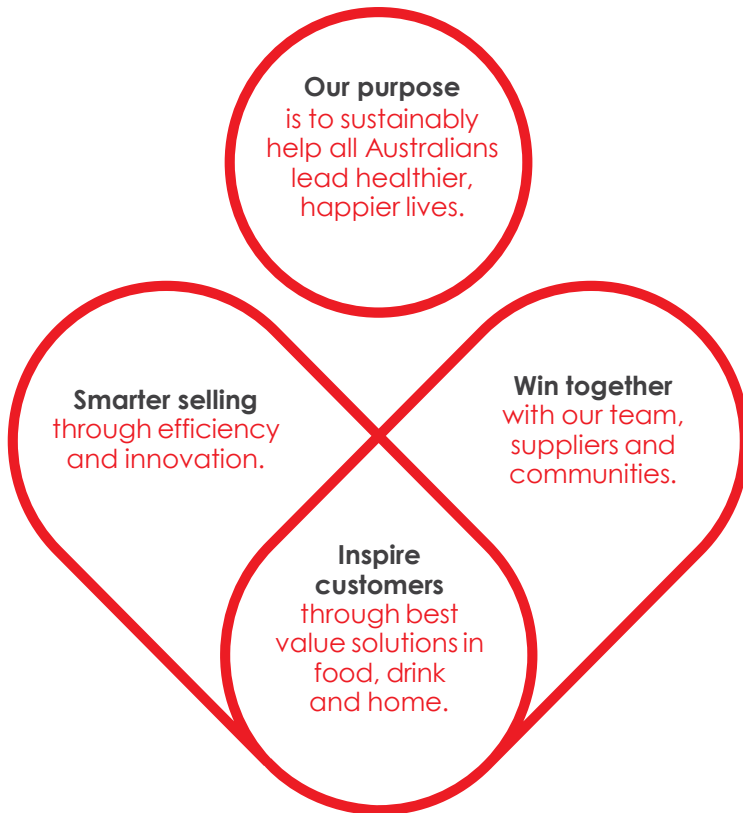 Our purpose
is to sustainably
help all Australians
lead healthier,
happier lives.
Smarter selling
through efficiency
and innovation.
Win together
with our team,
suppliers and
communities.
Inspire
customers
through best
value solutions in
food, drink
and home.